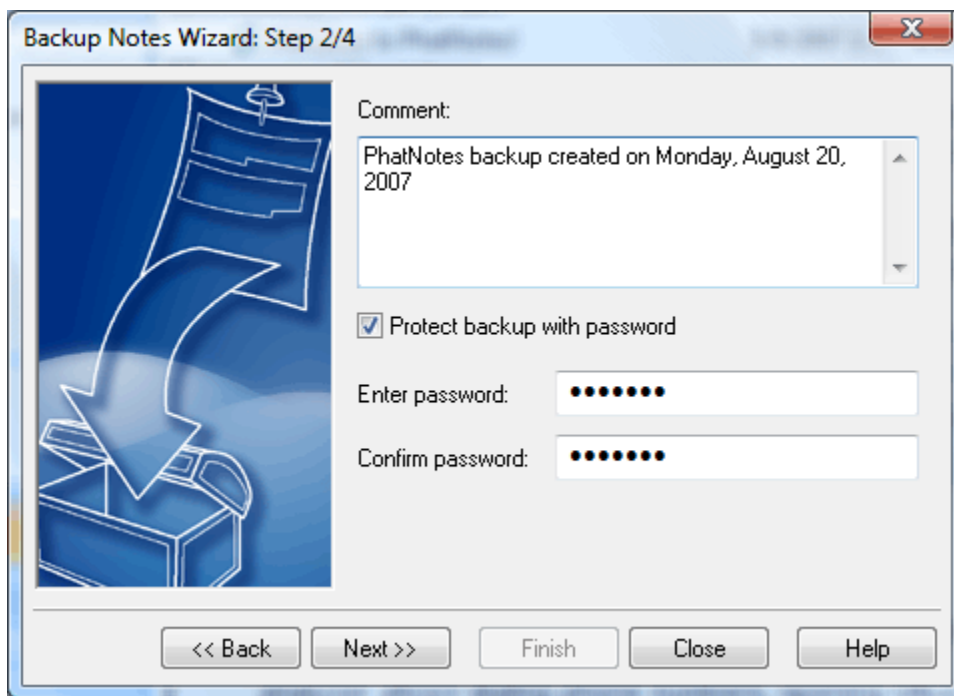 Backup Notes Wizard: Step 2/4
Comment:
PhatNotes backup created on Monday, August 20,
2007
Protect backup with password
Enter password: •••••••
Confirm password: •••••••
<< Back Next >> Finish Close Help